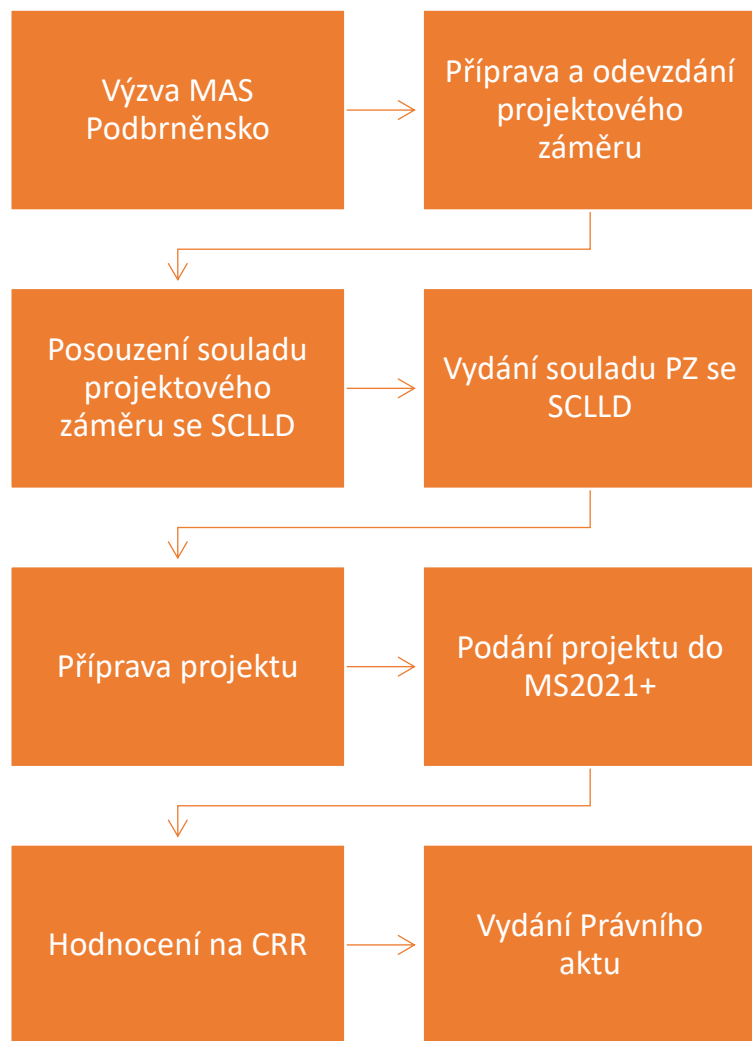 Výzva MAS
Podbrněnsko
Příprava a odevzdání
projektového
záměru
Posouzení souladu
projektového
záměru se SCLLD
Vydání souladu PZ se
SCLLD
Příprava projektu
Podání projektu do
MS2021+
Hodnocení na CRR
Vydání Právního
aktu